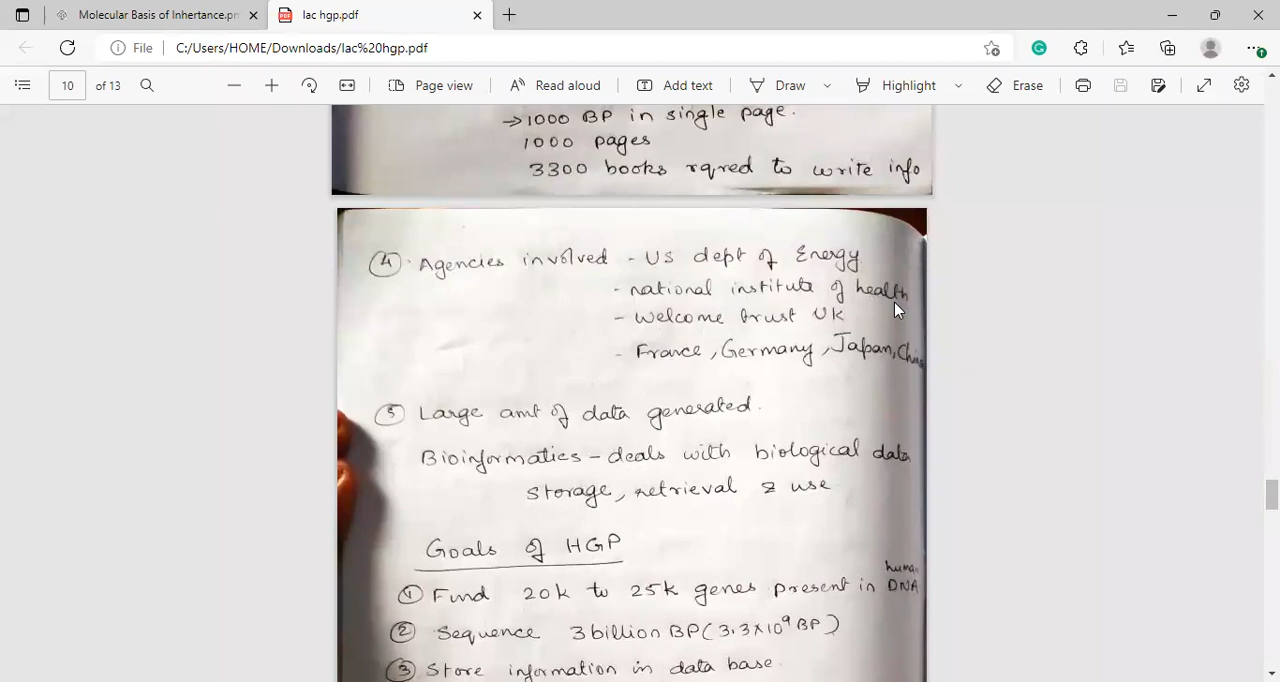 Molecular Basis of Inhertance.pr
lac hgp.pdf
File
C:/Users/HOME/Downloads/lac%20hgp.pdf
10 of 13
Page view
Read aloud
Add text
Draw
Highlight
Erase
→1000 BP in single page.
1000 pages
3300 books rqred to write info
④ Agencies involved - US dept of Energy
- national institute of health
- Welcome trust UK
- France, Germany, Japan, China
⑤ Large amt of data generated.
Bioinformatics - deals with biological data
storage, retrieval & use
Goals of HGP
human
① Find 20k to 25k genes present in DNA
② Sequence 3 billion BP (3.3×10⁹ BP)
③ Store information in data base.